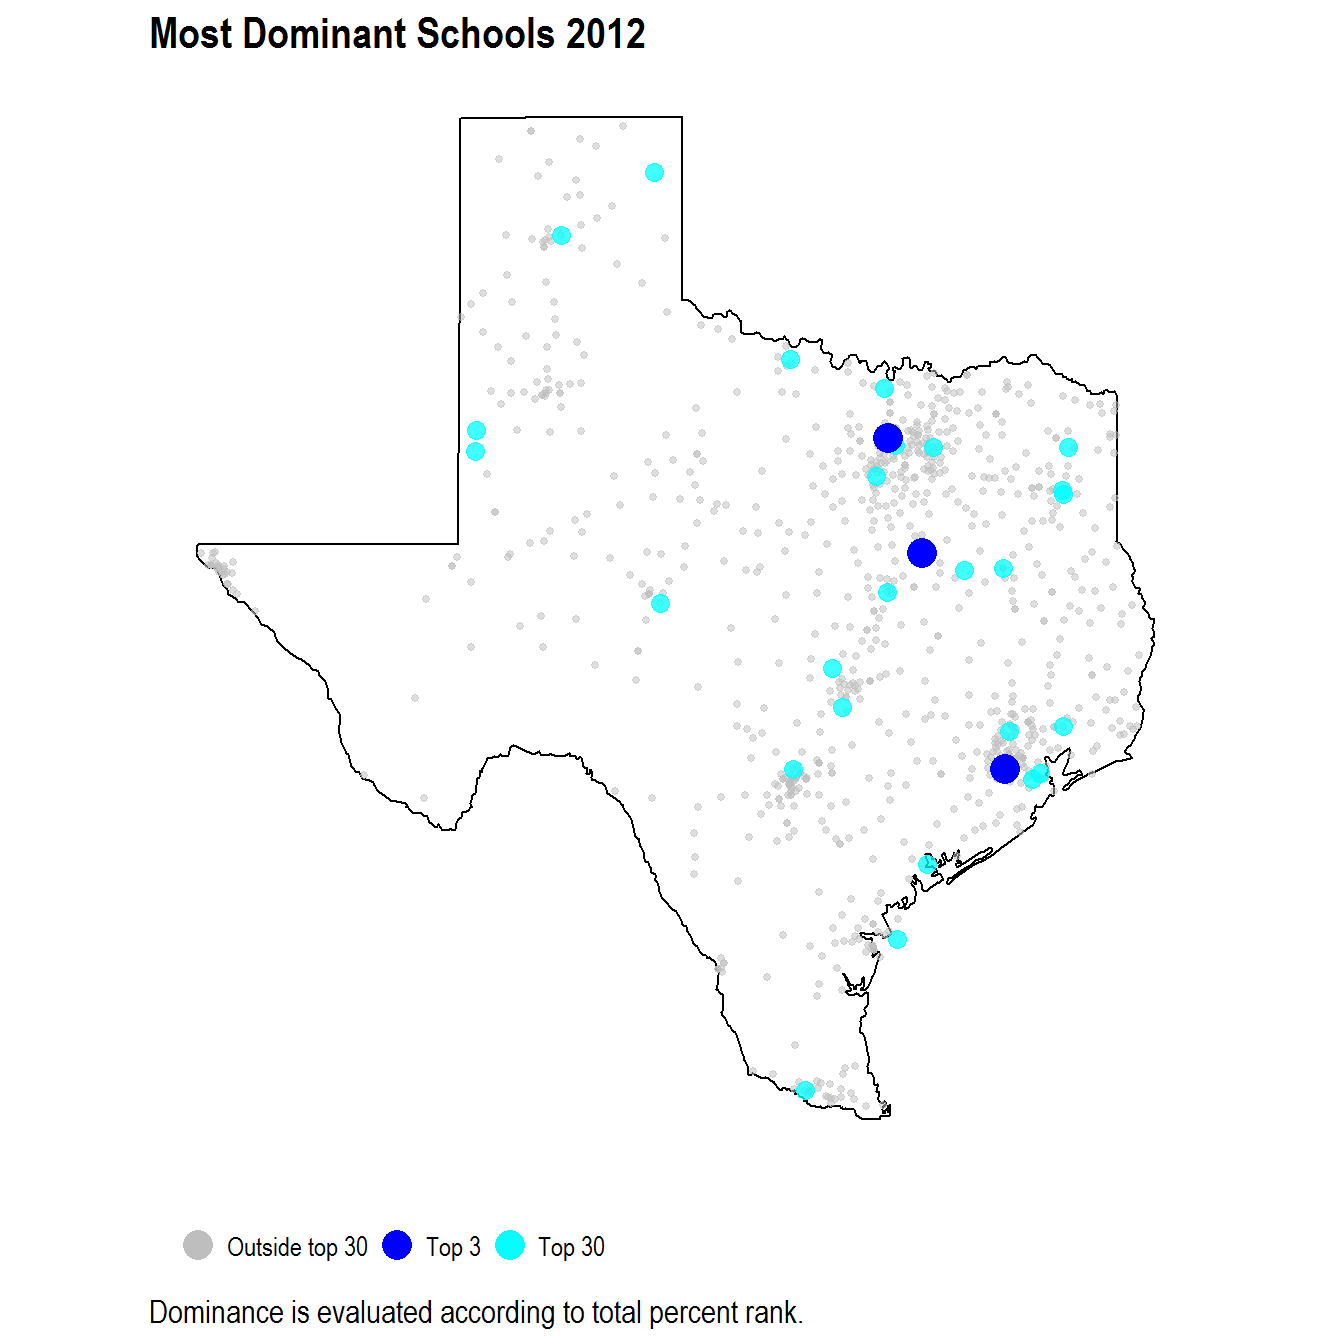 Most Dominant Schools 2012
Outside top 30 Top 3 Top 30
Dominance is evaluated according to total percent rank.